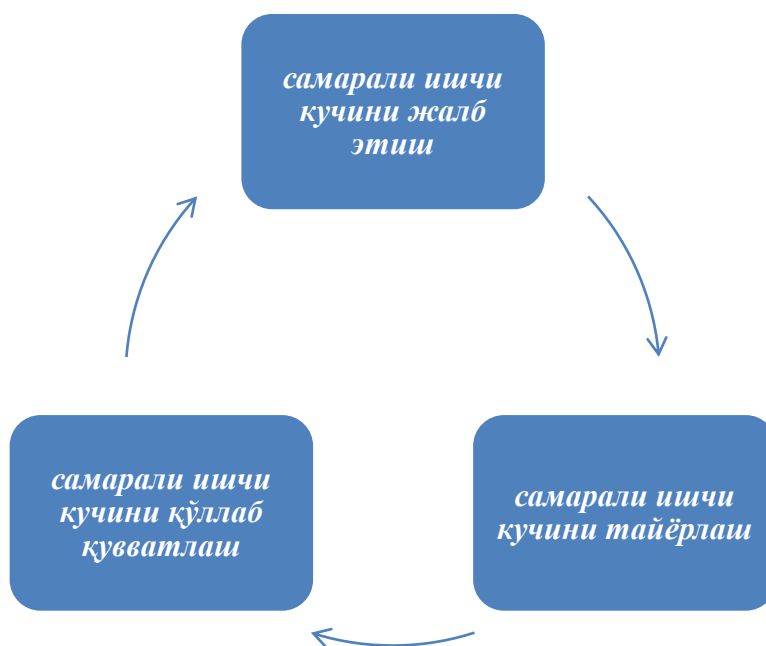 самарали ишчи
кучини жалб
этиш
самарали ишчи
кучини тайёрлаш
самарали ишчи
кучини қўллаб
қувватлаш